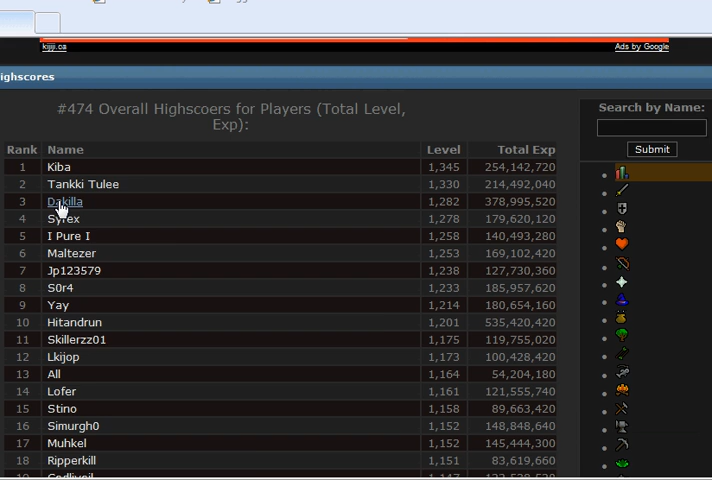 kijiji.ca Ads by Google
ighscores
#474 Overall Highscoers for Players (Total Level,
Exp):
Rank Name Level Total Exp
1 Kiba 1,345 254,142,720
2 Tankki Tulee 1,330 214,492,040
3 Dakilla 1,282 378,995,520
4 Syrex 1,278 179,620,120
5 I Pure I 1,258 140,493,280
6 Maltezer 1,253 169,102,420
7 Jp123579 1,238 127,730,360
8 S0r4 1,233 185,957,620
9 Yay 1,214 180,654,160
10 Hitandrun 1,201 535,420,420
11 Skillerzz01 1,175 119,755,020
12 Lkijop 1,173 100,428,420
13 All 1,164 54,204,180
14 Lofer 1,161 121,555,740
15 Stino 1,158 89,663,420
16 Simurgh0 1,152 148,848,640
17 Muhkel 1,152 145,444,300
18 Ripperkill 1,151 83,619,660
Search by Name:
Submit